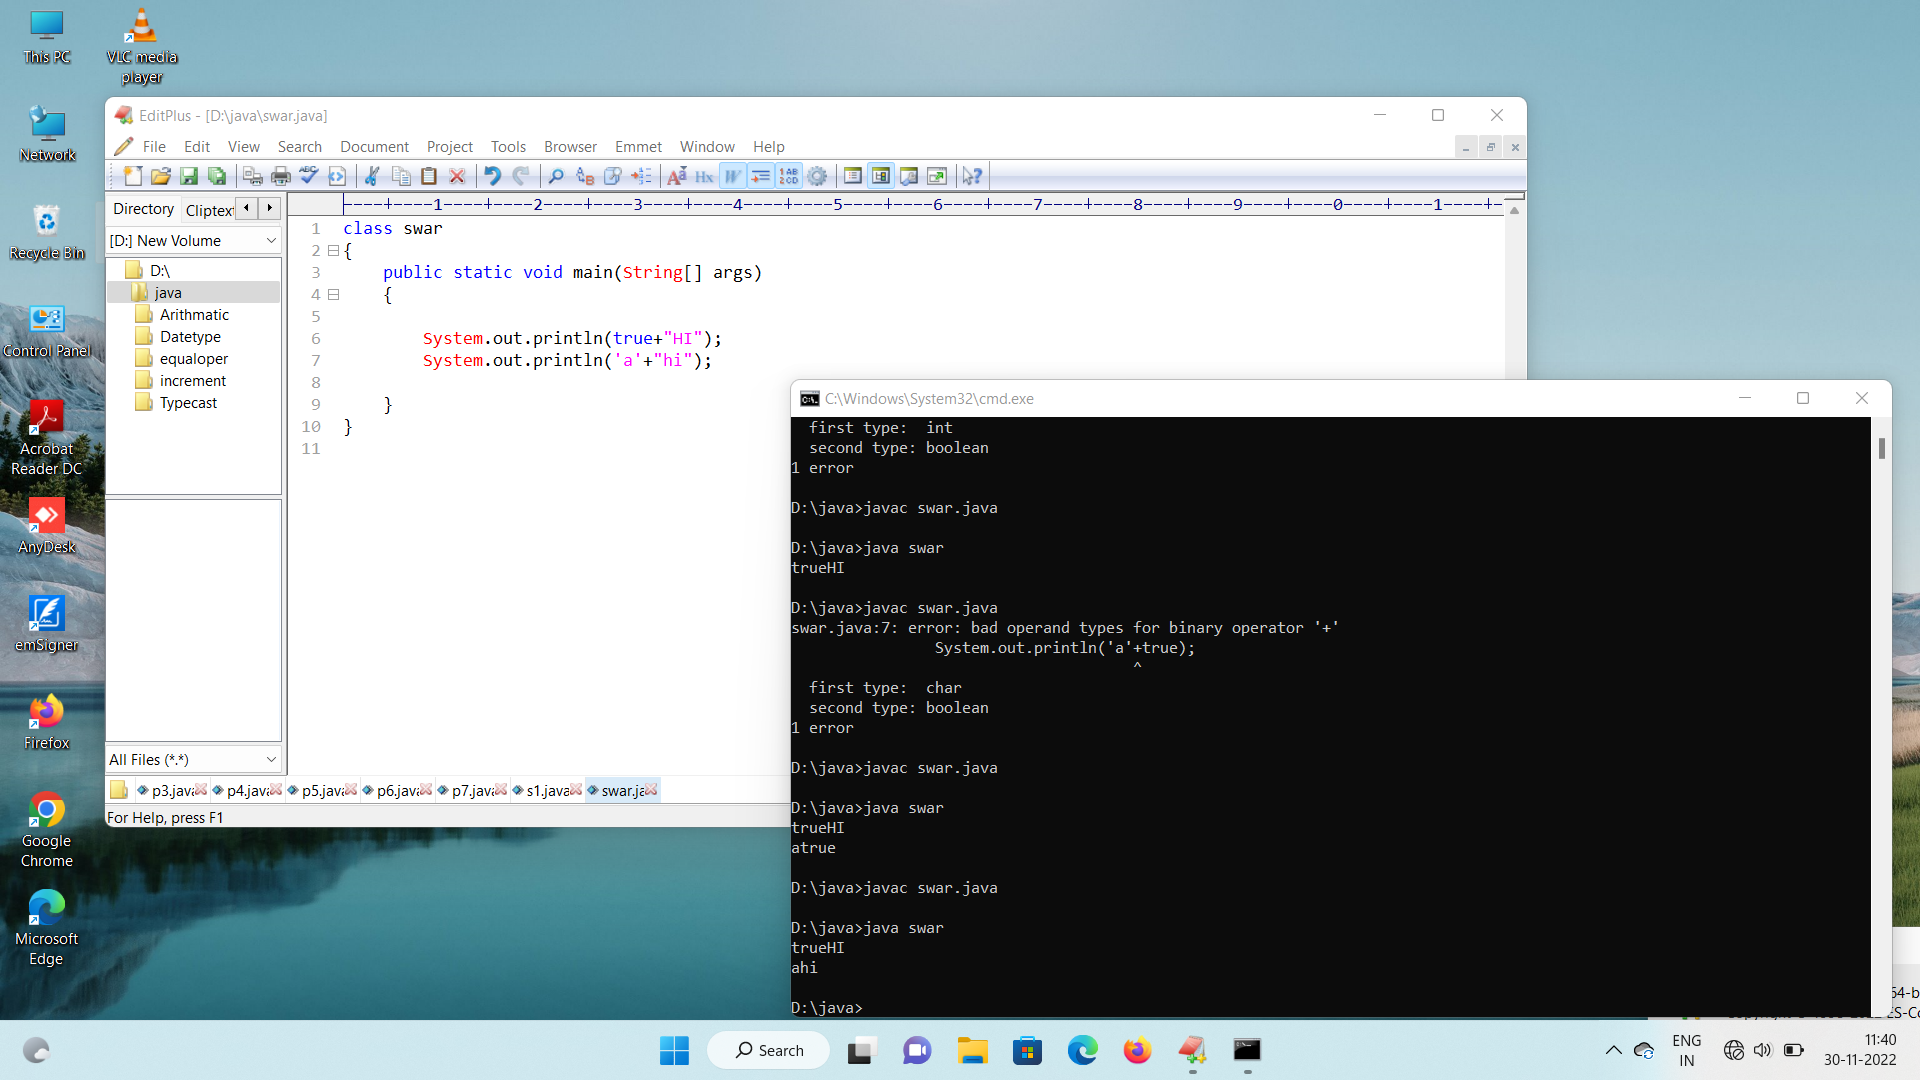 This PC
VLC media
player
Network
Recycle Bin
Control Panel
Acrobat
Reader DC
AnyDesk
emSigner
Firefox
Google
Chrome
Microsoft
Edge
EditPlus - [D:\java\swar.java]
File Edit View Search Document Project Tools Browser Emmet Window Help
Directory Cliptext
[D:] New Volume
D:\
java
Arithmatic
Datetype
equaloper
increment
Typecast
All Files (*.*)
----+----1----+----2----+----3----+----4----+----5----+----6----+----7----+----8----+----9----+----0----+----1----+-
1 class swar
2 {
3 public static void main(String[] args)
4 {
5
6 System.out.println(true+"HI");
7 System.out.println('a'+"hi");
8
9 }
10 }
11
p3.java p4.java p5.java p6.java p7.java s1.java swar.ja
For Help, press F1
C:\Windows\System32\cmd.exe
first type: int
second type: boolean
1 error
D:\java>javac swar.java
D:\java>java swar
trueHI
D:\java>javac swar.java
swar.java:7: error: bad operand types for binary operator '+'
System.out.println('a'+true);
^
first type: char
second type: boolean
1 error
D:\java>javac swar.java
D:\java>java swar
trueHI
atrue
D:\java>javac swar.java
D:\java>java swar
trueHI
ahi
D:\java>
64-b
ES-Co
Search
ENG
IN
11:40
30-11-2022